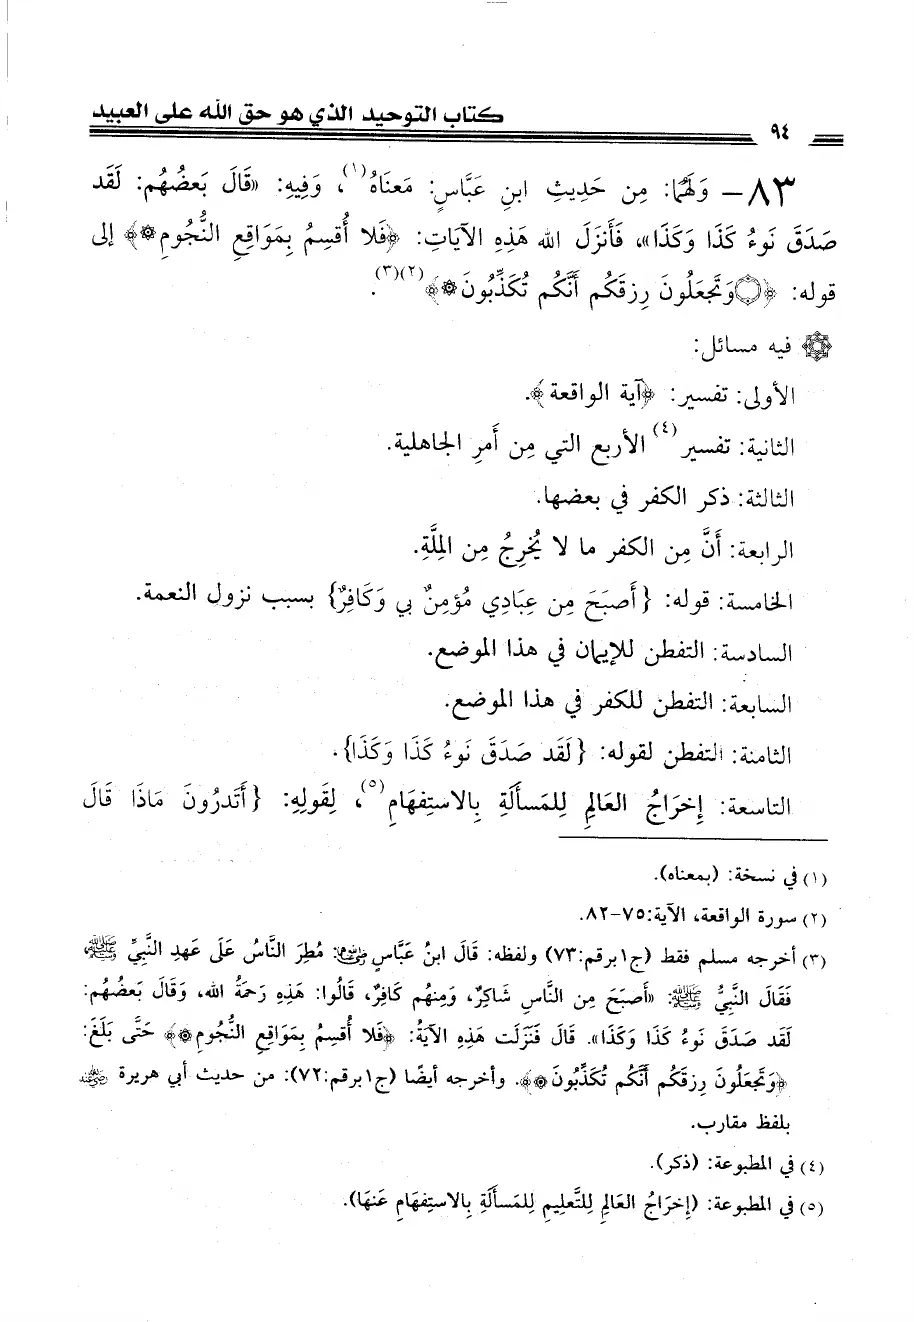 كتاب التوحيد الذي هو حق الله على العبيد
٩٤
٨٣ – وَلَهُمَا: مِن حَدِيثِ ابنِ عَبَّاسٍ: مَعنَاهُ(١)، وَفِيهِ: «قَالَ بَعضُهُم: لَقَد
صَدَقَ نَوءُ كَذَا وَكَذَا»، فَأَنزَلَ الله هَذِهِ الآيَاتِ: ﴿فَلا أُقسِمُ بِمَوَاقِعِ النُّجُومِ*﴾ إلى
قوله: ﴿وَتَجعَلُونَ رِزقَكُم أَنَّكُم تُكَذِّبُونَ*﴾(٢)(٣).
فيه مسائل:
الأولى: تفسير: ﴿آية الواقعة﴾.
الثانية: تفسير(٤) الأربع التي مِن أَمرِ الجاهلية.
الثالثة: ذكر الكفر في بعضها.
الرابعة: أَنَّ مِن الكفر ما لا يُخرِجُ مِن المِلَّةِ.
الخامسة: قوله: {أَصبَحَ مِن عِبَادِي مُؤمِنٌ بي وَكَافِرٌ} بسبب نزول النعمة.
السادسة: التفطن للإيمان في هذا الموضع.
السابعة: التفطن للكفر في هذا الموضع.
الثامنة: التفطن لقوله: {لَقَد صَدَقَ نَوءُ كَذَا وَكَذَا}.
التاسعة: إِخرَاجُ العَالِمِ لِلمَسأَلَةِ بِالاستِفهَامِ(٥)، لِقَولِهِ: {أَتَدرُونَ مَاذَا قَالَ
(١) في نسخة: (بمعناه).
(٢) سورة الواقعة، الآية:٧٥-٨٢.
(٣) أخرجه مسلم فقط (ج١برقم:٧٣) ولفظه: قَالَ ابنُ عَبَّاسٍ رضي الله عنهما: مُطِرَ النَّاسُ عَلَى عَهدِ النَّبِيِّ ﷺ
فَقَالَ النَّبِيُّ ﷺ: «أَصبَحَ مِن النَّاسِ شَاكِرٌ، وَمِنهُم كَافِرٌ، قَالُوا: هَذِهِ رَحمَةُ الله، وَقَالَ بَعضُهُم:
لَقَد صَدَقَ نَوءُ كَذَا وَكَذَا». قَالَ فَنَزَلَت هَذِهِ الآيَةُ: ﴿فَلا أُقسِمُ بِمَوَاقِعِ النُّجُومِ*﴾ حَتَّى بَلَغَ:
﴿وَتَجعَلُونَ رِزقَكُم أَنَّكُم تُكَذِّبُونَ*﴾. وأخرجه أيضًا (ج١برقم:٧٢): من حديث أبي هريرة رضي الله عنه
بلفظ مقارب.
(٤) في المطبوعة: (ذكر).
(٥) في المطبوعة: (إِخرَاجُ العَالِمِ لِلتَّعلِيمِ لِلمَسأَلَةِ بِالاستِفهَامِ عَنهَا).